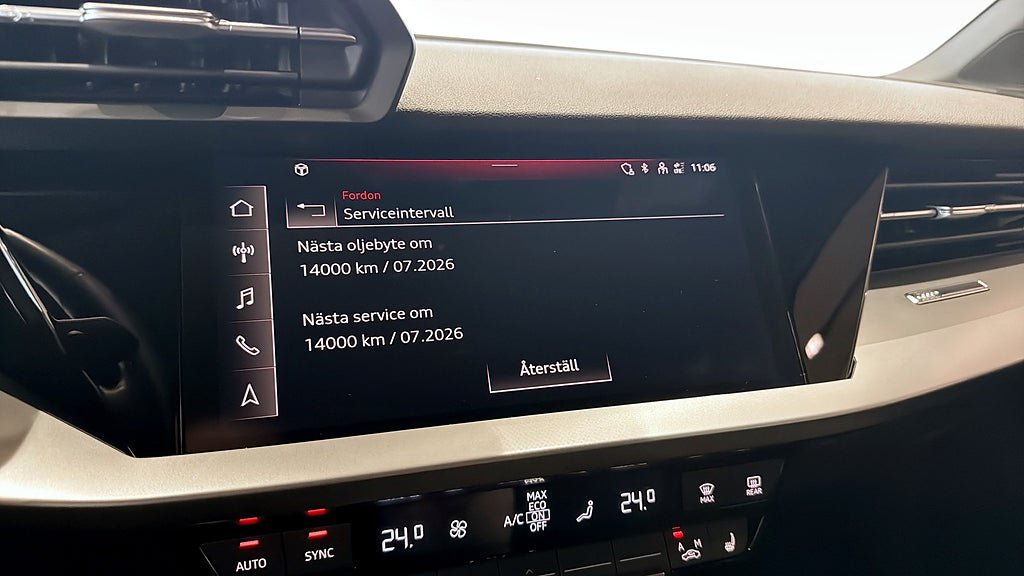 11:06
Fordon
Serviceintervall
Nästa oljebyte om
14000 km / 07.2026
Nästa service om
14000 km / 07.2026
Återställ
MAX
ECO
A/C ON
OFF
24.0
24.0
MAX
REAR
AUTO
SYNC
A M